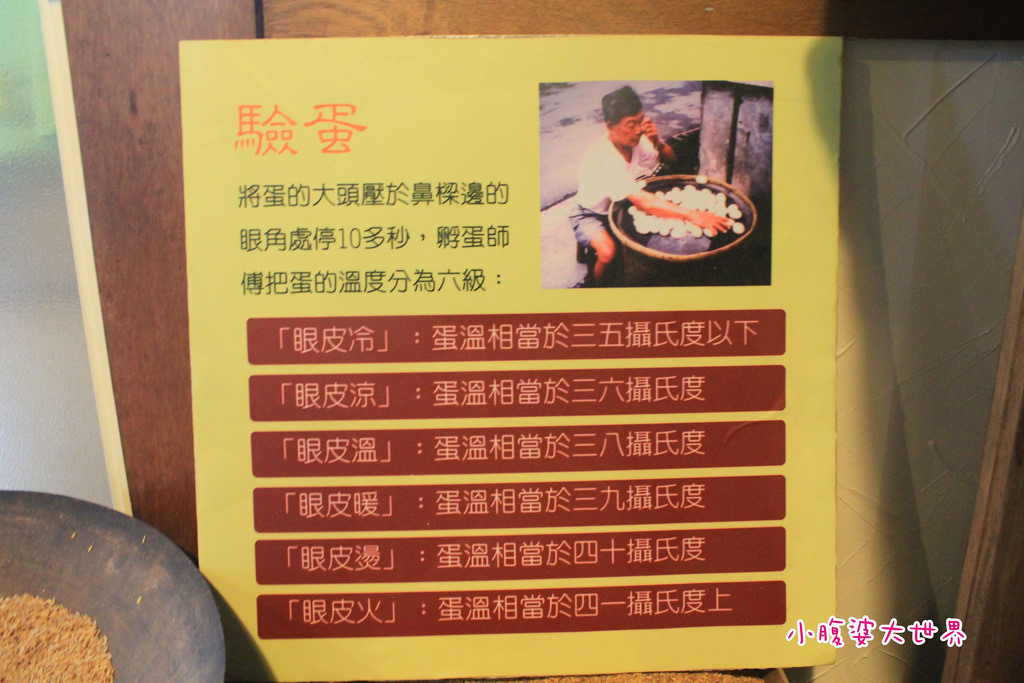 驗蛋
將蛋的大頭壓於鼻樑邊的
眼角處停10多秒，孵蛋師
傅把蛋的溫度分為六級：
「眼皮冷」：蛋溫相當於三五攝氏度以下
「眼皮涼」：蛋溫相當於三六攝氏度
「眼皮溫」：蛋溫相當於三八攝氏度
「眼皮暖」：蛋溫相當於三九攝氏度
「眼皮燙」：蛋溫相當於四十攝氏度
「眼皮火」：蛋溫相當於四一攝氏度上
小腹婆大世界